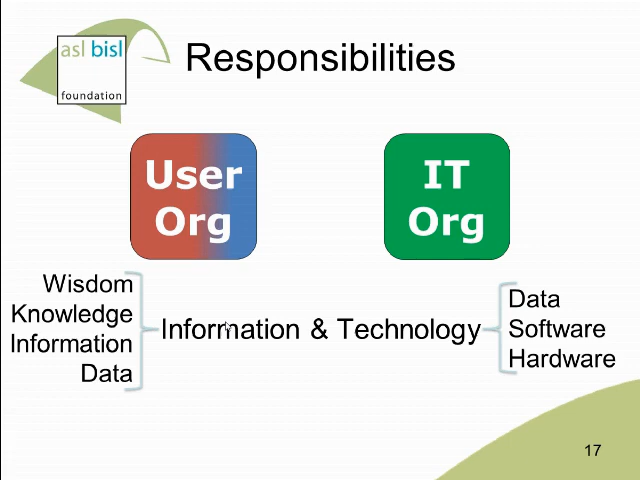 asl bisl
foundation
Responsibilities
User
Org
IT
Org
Wisdom
Knowledge
Information
Data
Information & Technology
Data
Software
Hardware
17